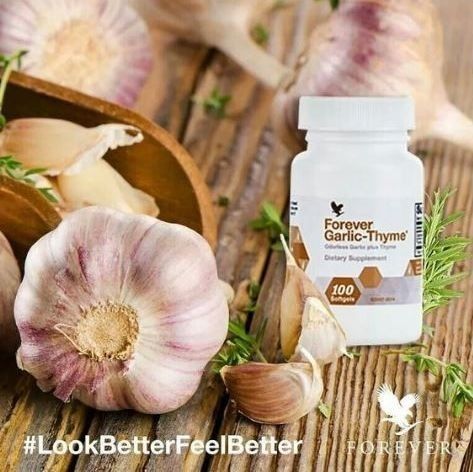 Forever
Garlic-Thyme®
Odorless Garlic plus Thyme
Dietary Supplement
100
Softgels
#LookBetterFeelBetter
FOREVER